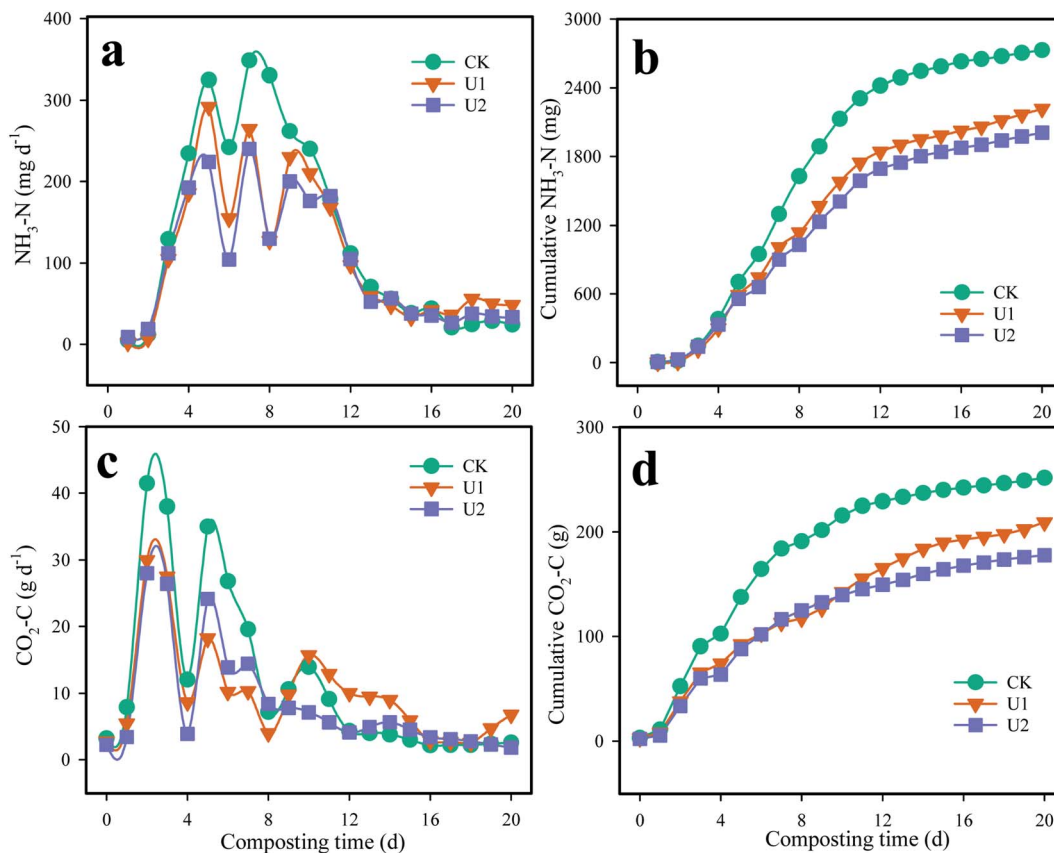 a
NH₃-N (mg d⁻¹)
400
300
200
100
0
0 4 8 12 16 20
CK
U1
U2
b
Cumulative NH₃-N (mg)
3000
2400
1800
1200
600
0
0 4 8 12 16 20
CK
U1
U2
c
CO₂-C (g d⁻¹)
50
40
30
20
10
0
0 4 8 12 16 20
Composting time (d)
CK
U1
U2
d
Cumulative CO₂-C (g)
300
200
100
0
0 4 8 12 16 20
Composting time (d)
CK
U1
U2